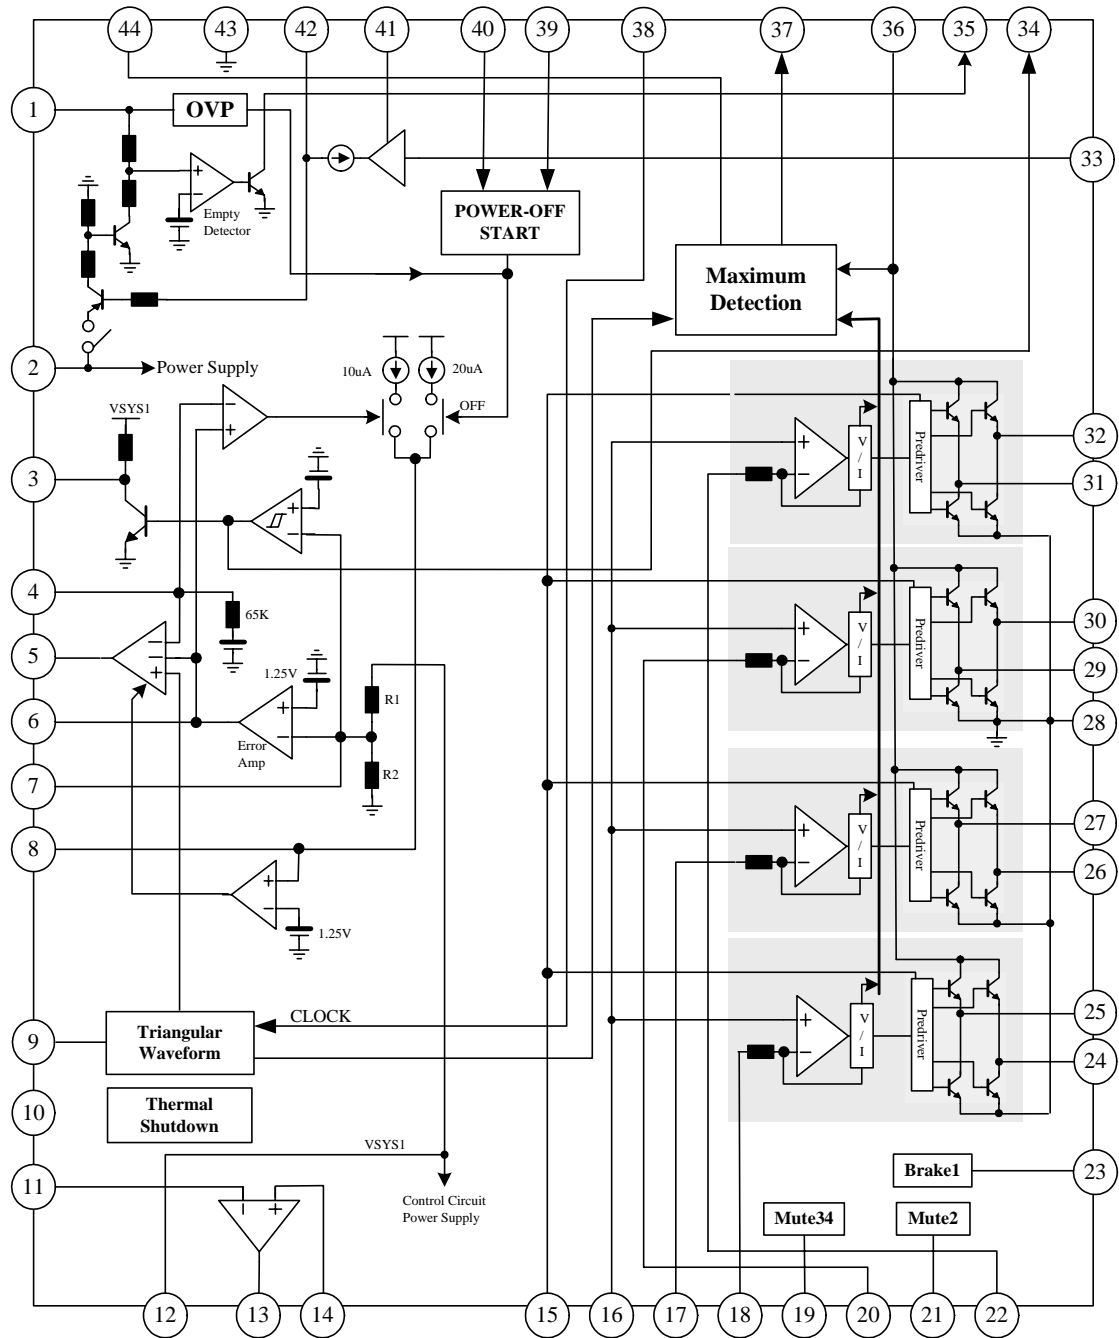 44 43 42 41 40 39 38 37 36 35 34
1
OVP
33
+
−
Empty
Detector
POWER-OFF
START
Maximum
Detection
2
Power Supply
10uA
20uA
OFF
VSYS1
−
+
3
+
−
V
/
I
Predriver
+
−
32
31
4
65K
5
−
−
+
1.25V
R1
+
−
V
/
I
Predriver
30
29
6
+
−
Error
Amp
28
7
R2
8
+
−
V
/
I
Predriver
27
26
+
−
1.25V
9
Triangular
Waveform
CLOCK
+
−
V
/
I
Predriver
25
24
10
Thermal
Shutdown
VSYS1
11
−
+
Control Circuit
Power Supply
Brake1
23
Mute34
Mute2
12 13 14 15 16 17 18 19 20 21 22